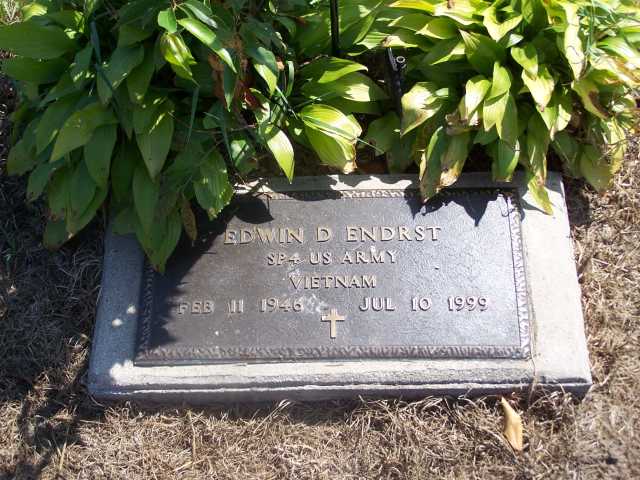 EDWIN D ENDRST
SP4 US ARMY
VIETNAM
FEB 11 1946 JUL 10 1999